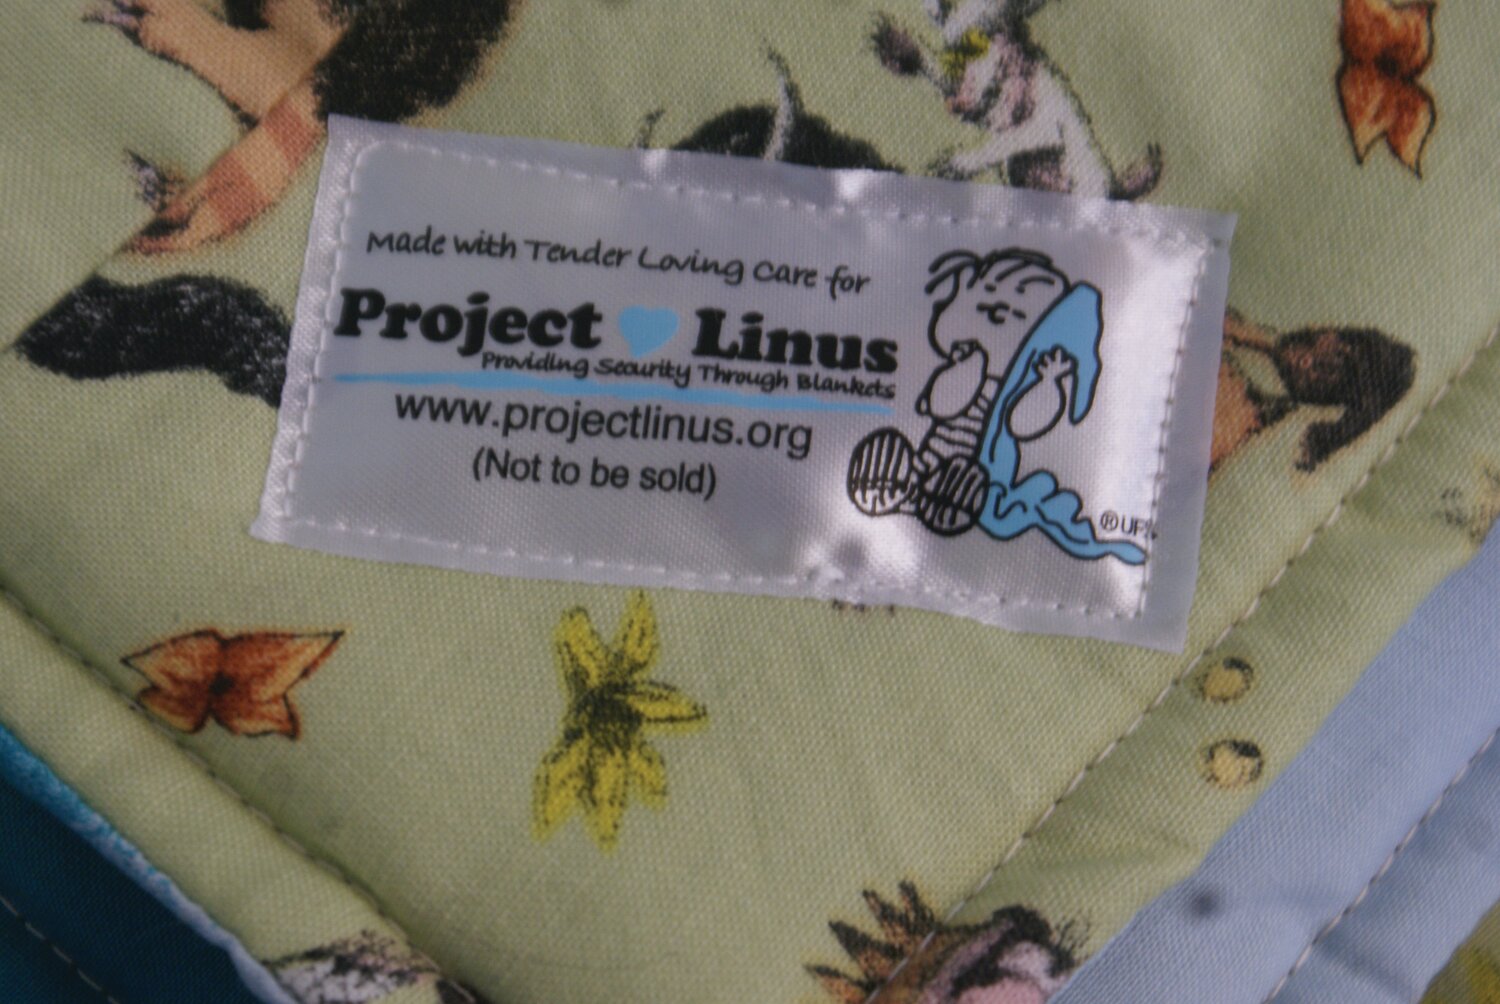 Made with Tender Loving Care for
Project Linus
Providing Security Through Blankets
www.projectlinus.org
(Not to be sold)
® UFS